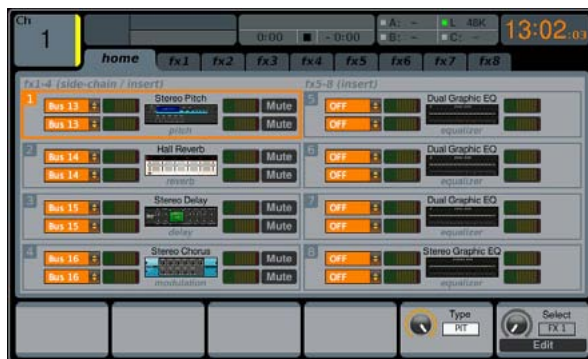 Ch
1
0:00 - 0:00
A: -
L 48K
B: -
C: -
13:02:03
home fx1 fx2 fx3 fx4 fx5 fx6 fx7 fx8
fx1-4 (side-chain / insert)
fx5-8 (insert)
1
Stereo Pitch
Bus 13
Mute
Bus 13
Mute
pitch
5
Dual Graphic EQ
OFF
OFF
equalizer
2
Hall Reverb
Bus 14
Mute
Bus 14
Mute
reverb
6
Dual Graphic EQ
OFF
OFF
equalizer
3
Stereo Delay
Bus 15
Mute
Bus 15
Mute
delay
7
Dual Graphic EQ
OFF
OFF
equalizer
4
Stereo Chorus
Bus 16
Mute
Bus 16
Mute
modulation
8
Stereo Graphic EQ
OFF
OFF
equalizer
Type
PIT
Select
FX 1
Edit